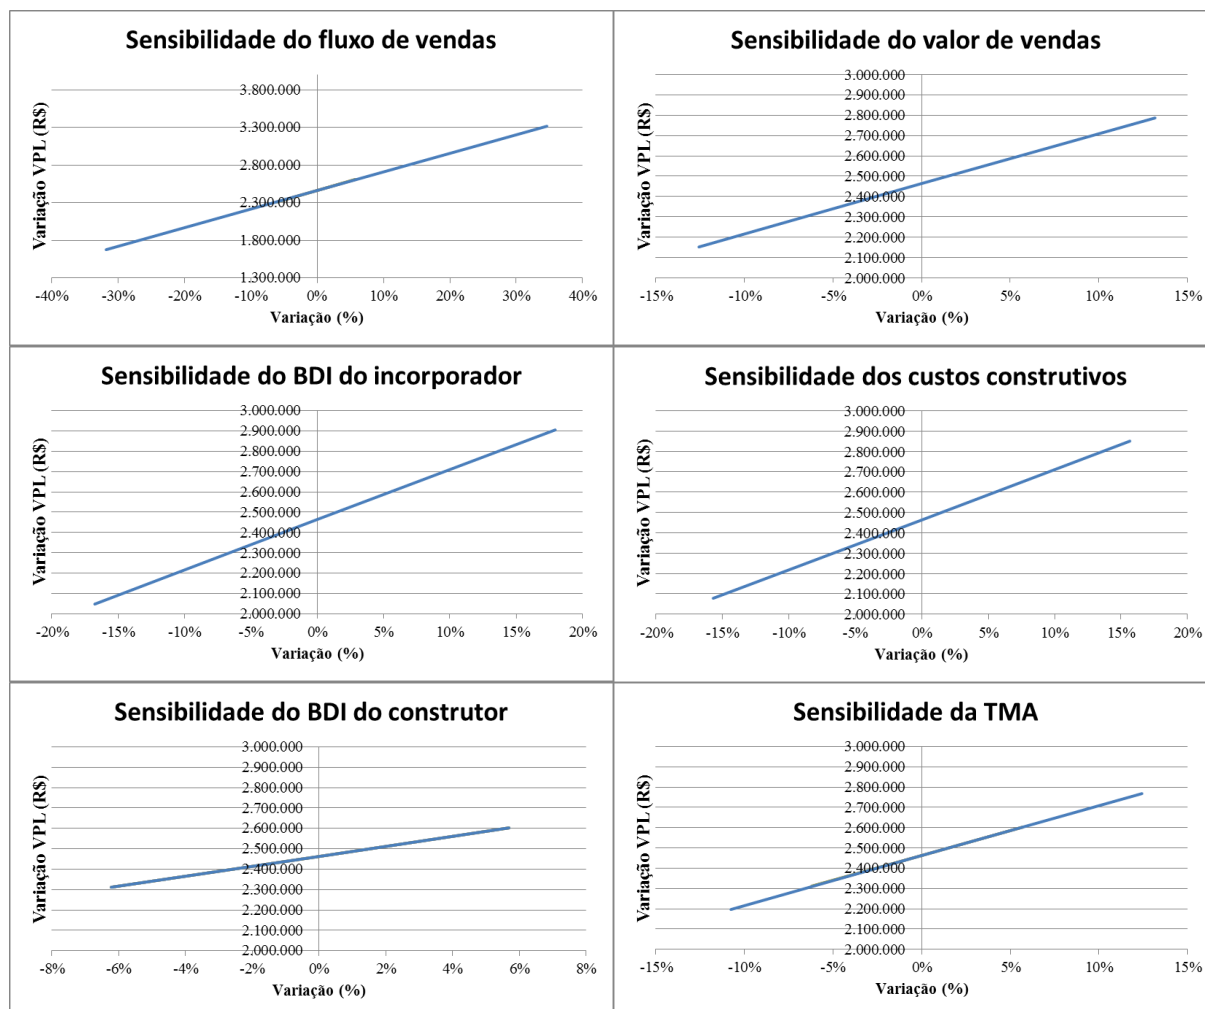 Sensibilidade do fluxo de vendas
Variação VPL (R$)
3.800.000
3.300.000
2.800.000
2.300.000
1.800.000
1.300.000
-40% -30% -20% -10% 0% 10% 20% 30% 40%
Variação (%)
Sensibilidade do valor de vendas
Variação VPL (R$)
3.000.000
2.900.000
2.800.000
2.700.000
2.600.000
2.500.000
2.400.000
2.300.000
2.200.000
2.100.000
2.000.000
-15% -10% -5% 0% 5% 10% 15%
Variação (%)
Sensibilidade do BDI do incorporador
Variação VPL (R$)
3.000.000
2.900.000
2.800.000
2.700.000
2.600.000
2.500.000
2.400.000
2.300.000
2.200.000
2.100.000
2.000.000
-20% -15% -10% -5% 0% 5% 10% 15% 20%
Variação (%)
Sensibilidade dos custos construtivos
Variação VPL (R$)
3.000.000
2.900.000
2.800.000
2.700.000
2.600.000
2.500.000
2.400.000
2.300.000
2.200.000
2.100.000
2.000.000
-20% -15% -10% -5% 0% 5% 10% 15% 20%
Variação (%)
Sensibilidade do BDI do construtor
Variação VPL (R$)
3.000.000
2.900.000
2.800.000
2.700.000
2.600.000
2.500.000
2.400.000
2.300.000
2.200.000
2.100.000
2.000.000
-8% -6% -4% -2% 0% 2% 4% 6% 8%
Variação (%)
Sensibilidade da TMA
Variação VPL (R$)
3.000.000
2.900.000
2.800.000
2.700.000
2.600.000
2.500.000
2.400.000
2.300.000
2.200.000
2.100.000
2.000.000
-15% -10% -5% 0% 5% 10% 15%
Variação (%)